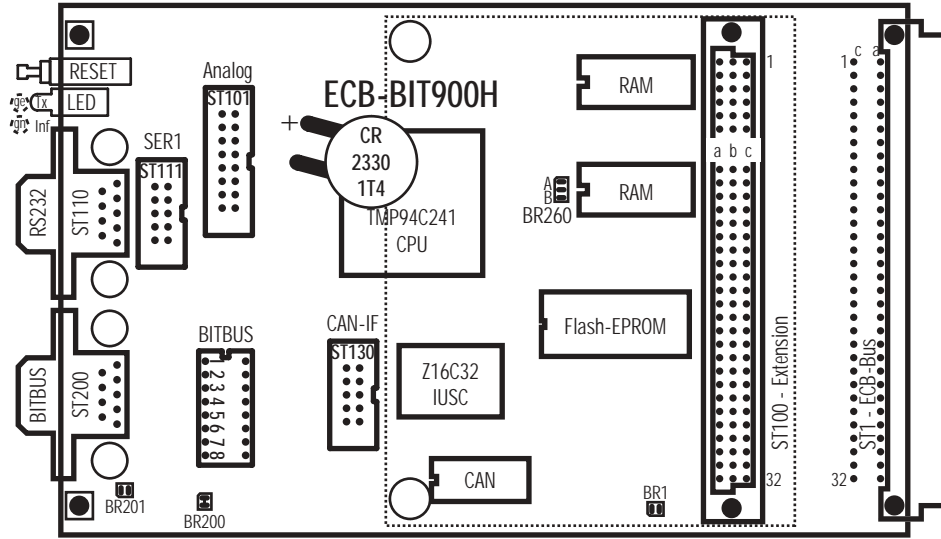 RESET
ge Tx LED
gn Inf
Analog
ST101
ECB-BIT900H
+
CR
2330
1T4
TMP94C241
CPU
RAM
RAM
A
B
BR260
SER1
ST111
RS232
ST110
BITBUS
ST200
BR201
BITBUS
1
2
3
4
5
6
7
8
BR200
CAN-IF
ST130
Z16C32
IUSC
Flash-EPROM
CAN
BR1
1
a b c
ST100 - Extension
32
c a
1
ST1 - ECB-Bus
32